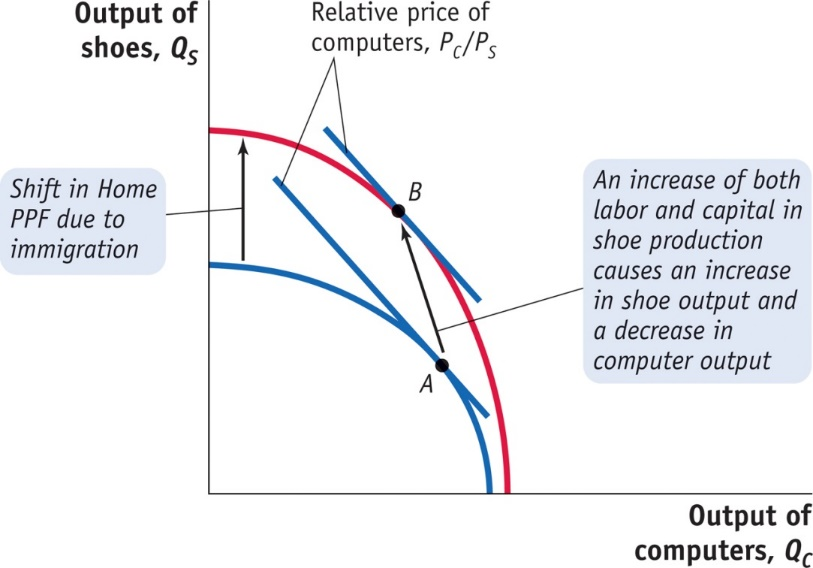 Output of
shoes, QS
Relative price of
computers, PC/PS
Shift in Home
PPF due to
immigration
B
An increase of both
labor and capital in
shoe production
causes an increase
in shoe output and
a decrease in
computer output
A
Output of
computers, QC